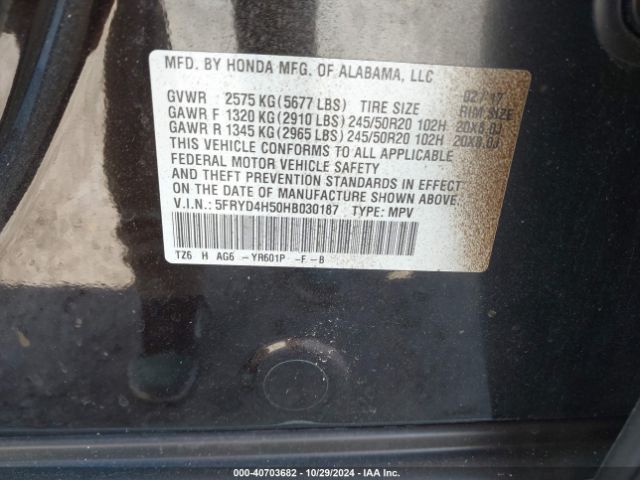 MFD. BY HONDA MFG. OF ALABAMA, LLC 02/17
GVWR 2575 KG (5677 LBS) TIRE SIZE RIM SIZE
GAWR F 1320 KG (2910 LBS) 245/50R20 102H 20X8.0J
GAWR R 1345 KG (2965 LBS) 245/50R20 102H 20X8.0J
THIS VEHICLE CONFORMS TO ALL APPLICABLE
FEDERAL MOTOR VEHICLE SAFETY
AND THEFT PREVENTION STANDARDS IN EFFECT
ON THE DATE OF MANUFACTURE SHOWN ABOVE.
V.I.N.: 5FRYD4H50HB030187 TYPE: MPV
TZ6 H AG6 -YR601P -F-B
000-40703682 - 10/29/2024 - IAA Inc.